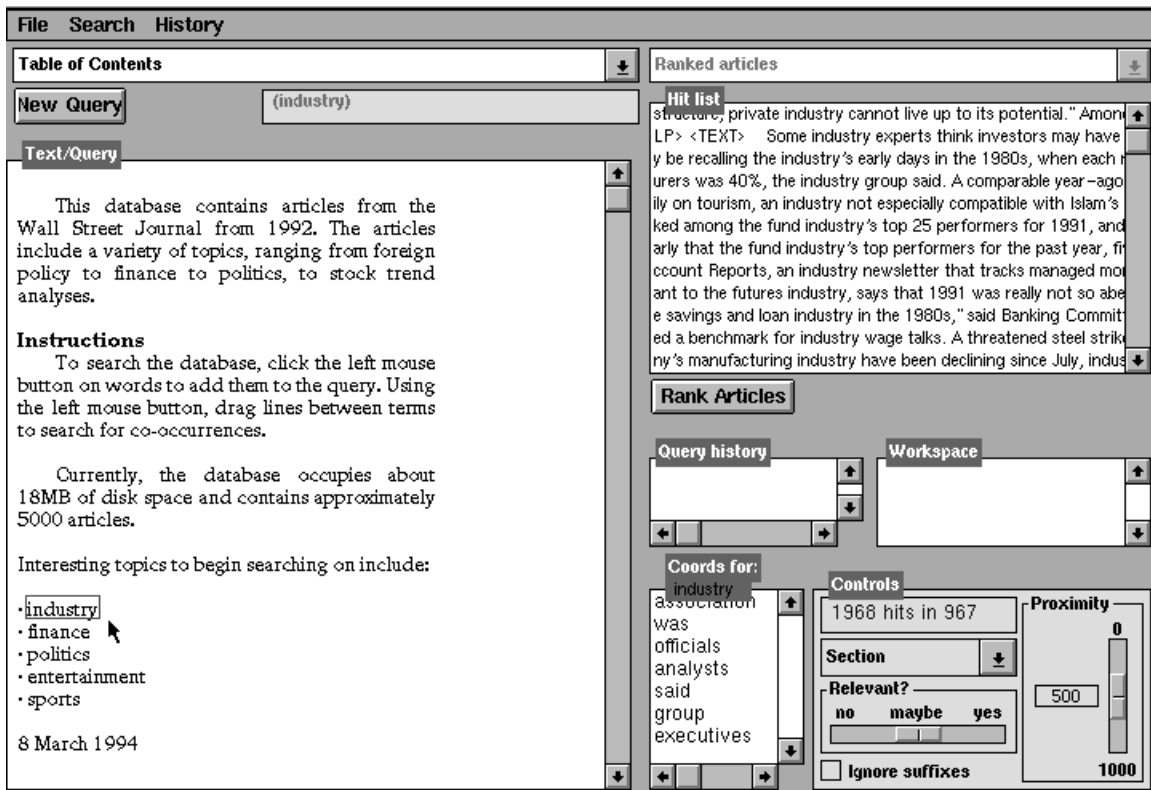 File Search History
Table of Contents
Ranked articles
New Query
(industry)
Text/Query
This database contains articles from the
Wall Street Journal from 1992. The articles
include a variety of topics, ranging from foreign
policy to finance to politics, to stock trend
analyses.
Instructions
To search the database, click the left mouse
button on words to add them to the query. Using
the left mouse button, drag lines between terms
to search for co-occurrences.
Currently, the database occupies about
18MB of disk space and contains approximately
5000 articles.
Interesting topics to begin searching on include:
· industry
· finance
· politics
· entertainment
· sports
8 March 1994
Hit list
structure, private industry cannot live up to its potential." Among
LP> <TEXT> Some industry experts think investors may have
y be recalling the industry's early days in the 1980s, when each
urers was 40%, the industry group said. A comparable year-ago
ily on tourism, an industry not especially compatible with Islam's
ked among the fund industry's top 25 performers for 1991, and
arly that the fund industry's top performers for the past year, fi
ccount Reports, an industry newsletter that tracks managed mo
ant to the futures industry, says that 1991 was really not so abe
e savings and loan industry in the 1980s," said Banking Commit
ed a benchmark for industry wage talks. A threatened steel strik
ny's manufacturing industry have been declining since July, indus
Rank Articles
Query history
Workspace
Coords for:
industry
association
was
officials
analysts
said
group
executives
Controls
1968 hits in 967
Section
Relevant?
no maybe yes
Ignore suffixes
Proximity
0
500
1000